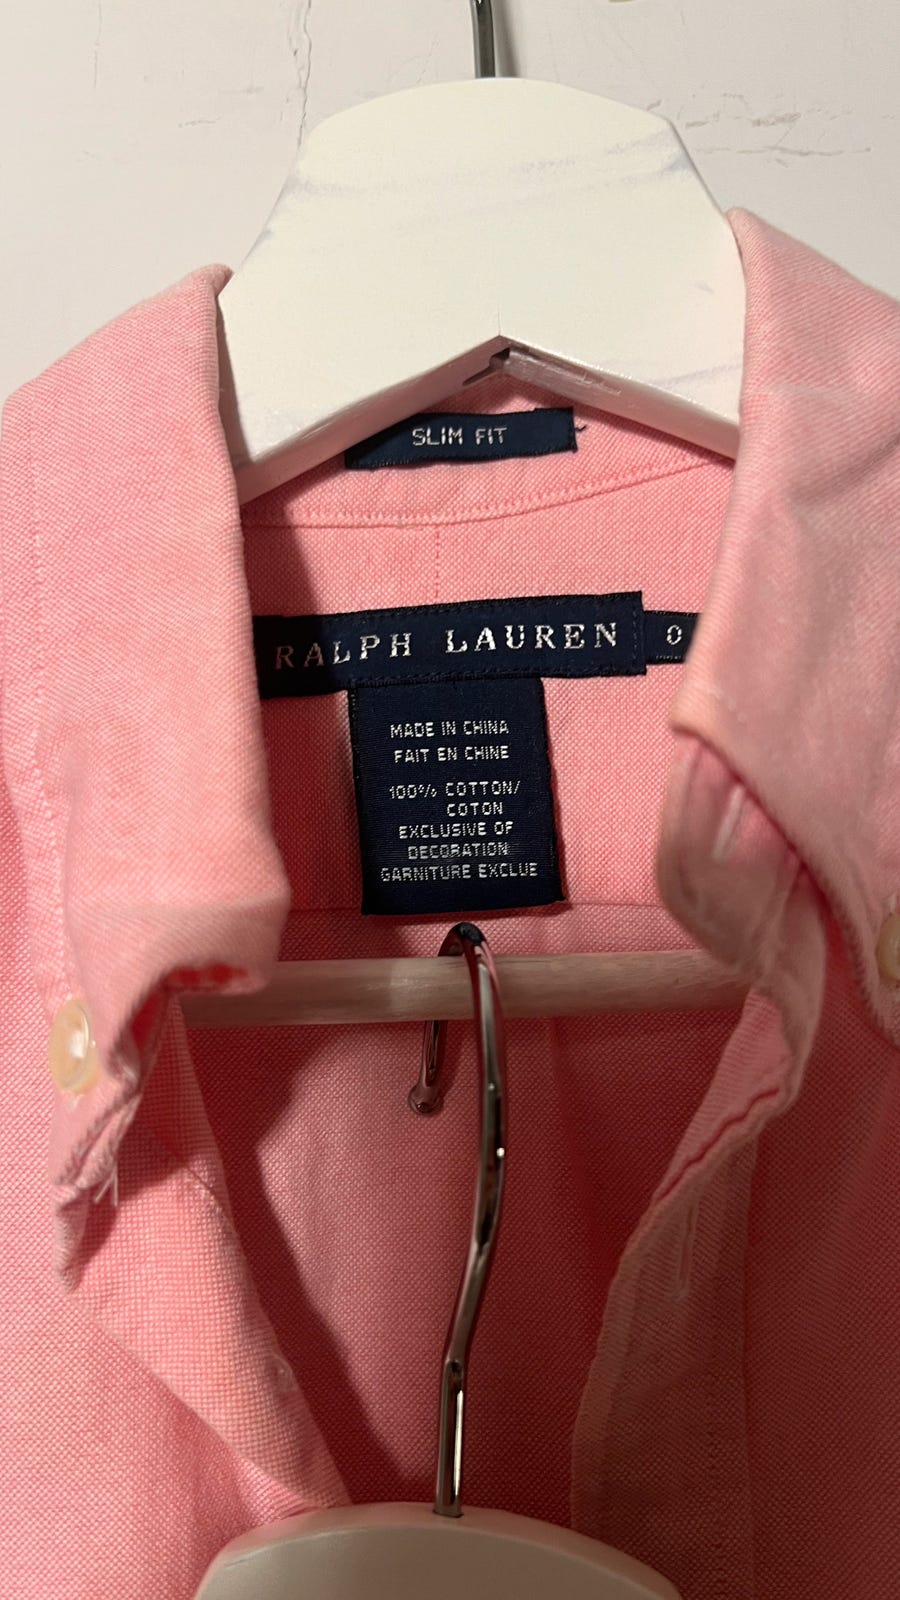 SLIM FIT
RALPH LAUREN 0
MADE IN CHINA
FAIT EN CHINE
100% COTTON/
COTON
EXCLUSIVE OF
DECORATION
GARNITURE EXCLUE